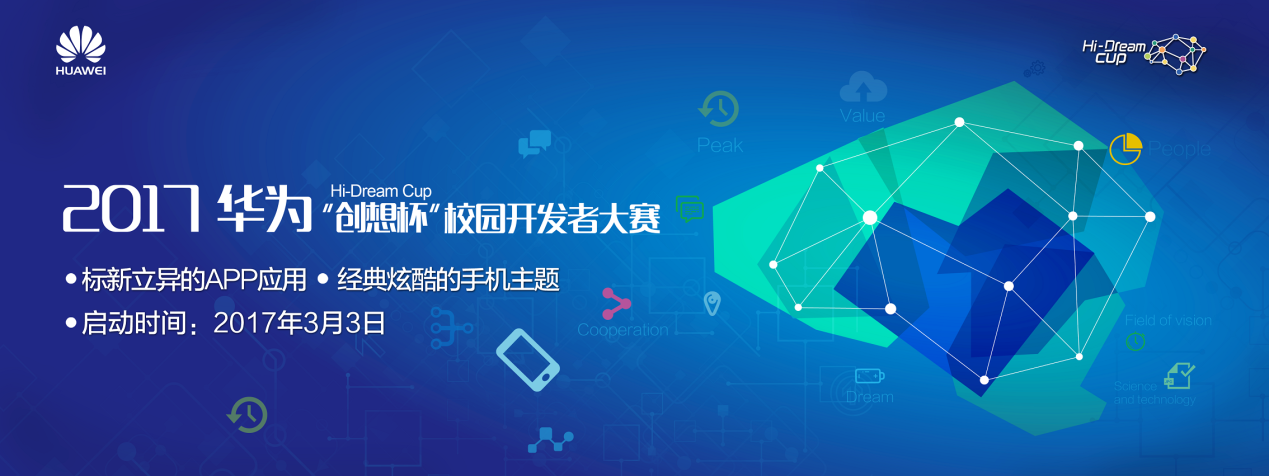 HUAWEI
Hi-Dream
CUP
Value
Peak
People
Hi-Dream Cup
2017 华为“创想杯”校园开发者大赛
•标新立异的APP应用 •经典炫酷的手机主题
•启动时间：2017年3月3日
Cooperation
Field of vision
Dream
Science
and technology